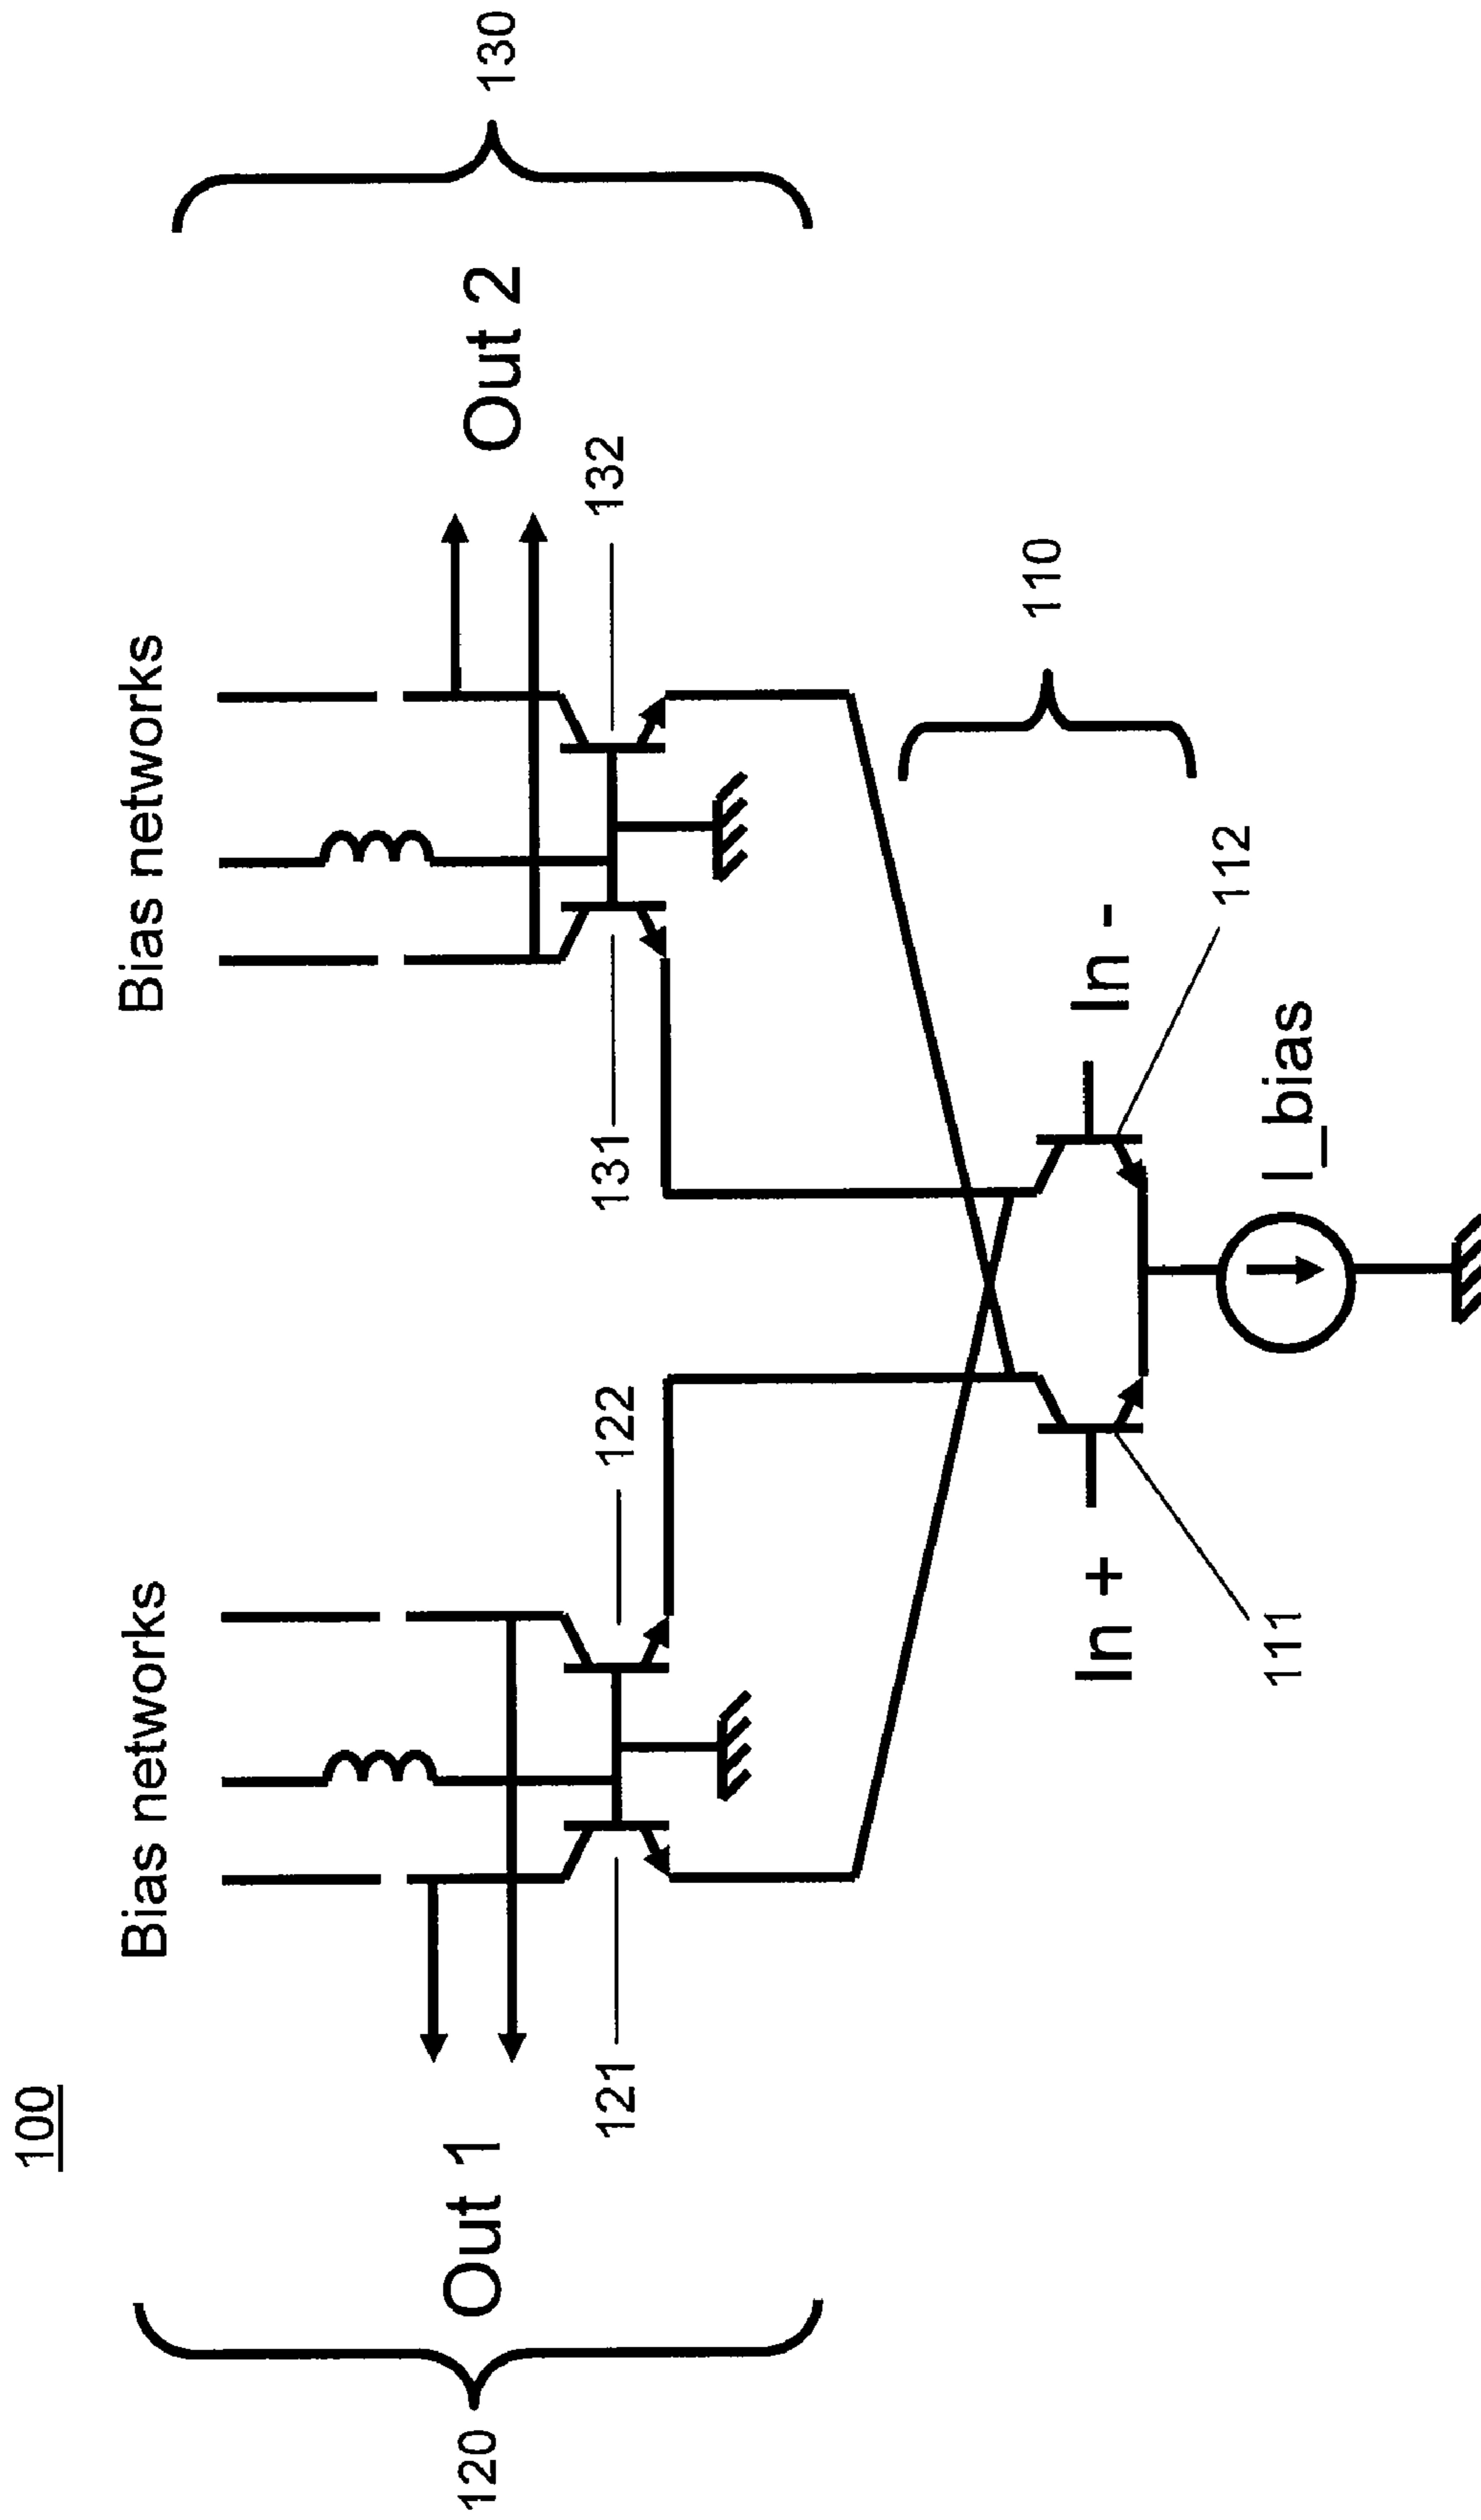 100
Bias networks
Bias networks
120
Out 1
Out 2
130
121
122
131
132
110
In +
In -
111
112
I_bias